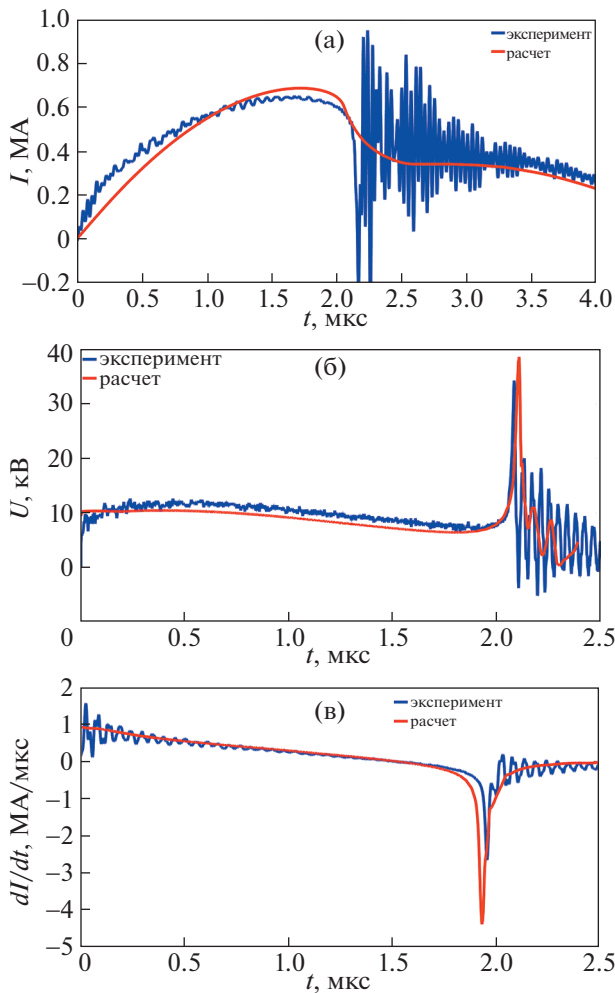 (а)
эксперимент
расчет
I, МА
1.0
0.8
0.6
0.4
0.2
0
–0.2
0 0.5 1.0 1.5 2.0 2.5 3.0 3.5 4.0
t, мкс
(б)
эксперимент
расчет
U, кВ
40
30
20
10
0
0 0.5 1.0 1.5 2.0 2.5
t, мкс
(в)
эксперимент
расчет
dI/dt, МА/мкс
2
1
0
–1
–2
–3
–4
–5
0 0.5 1.0 1.5 2.0 2.5
t, мкс